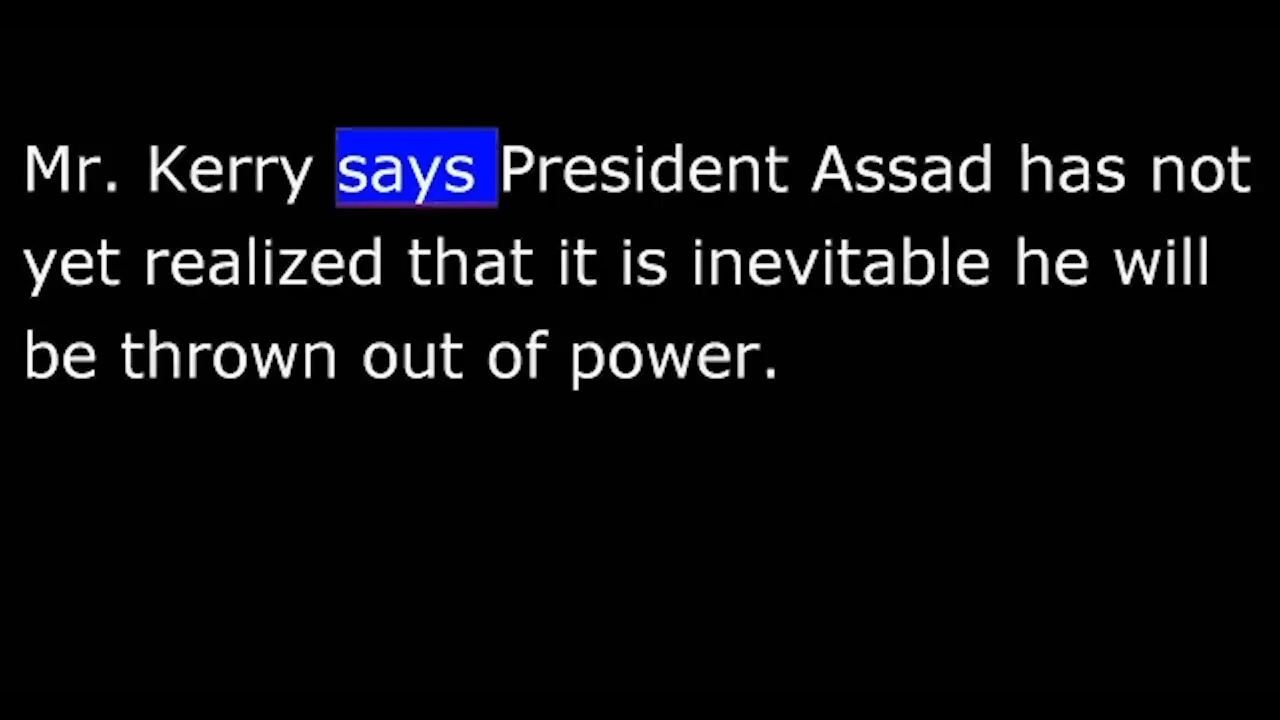 Mr. Kerry says President Assad has not
yet realized that it is inevitable he will
be thrown out of power.